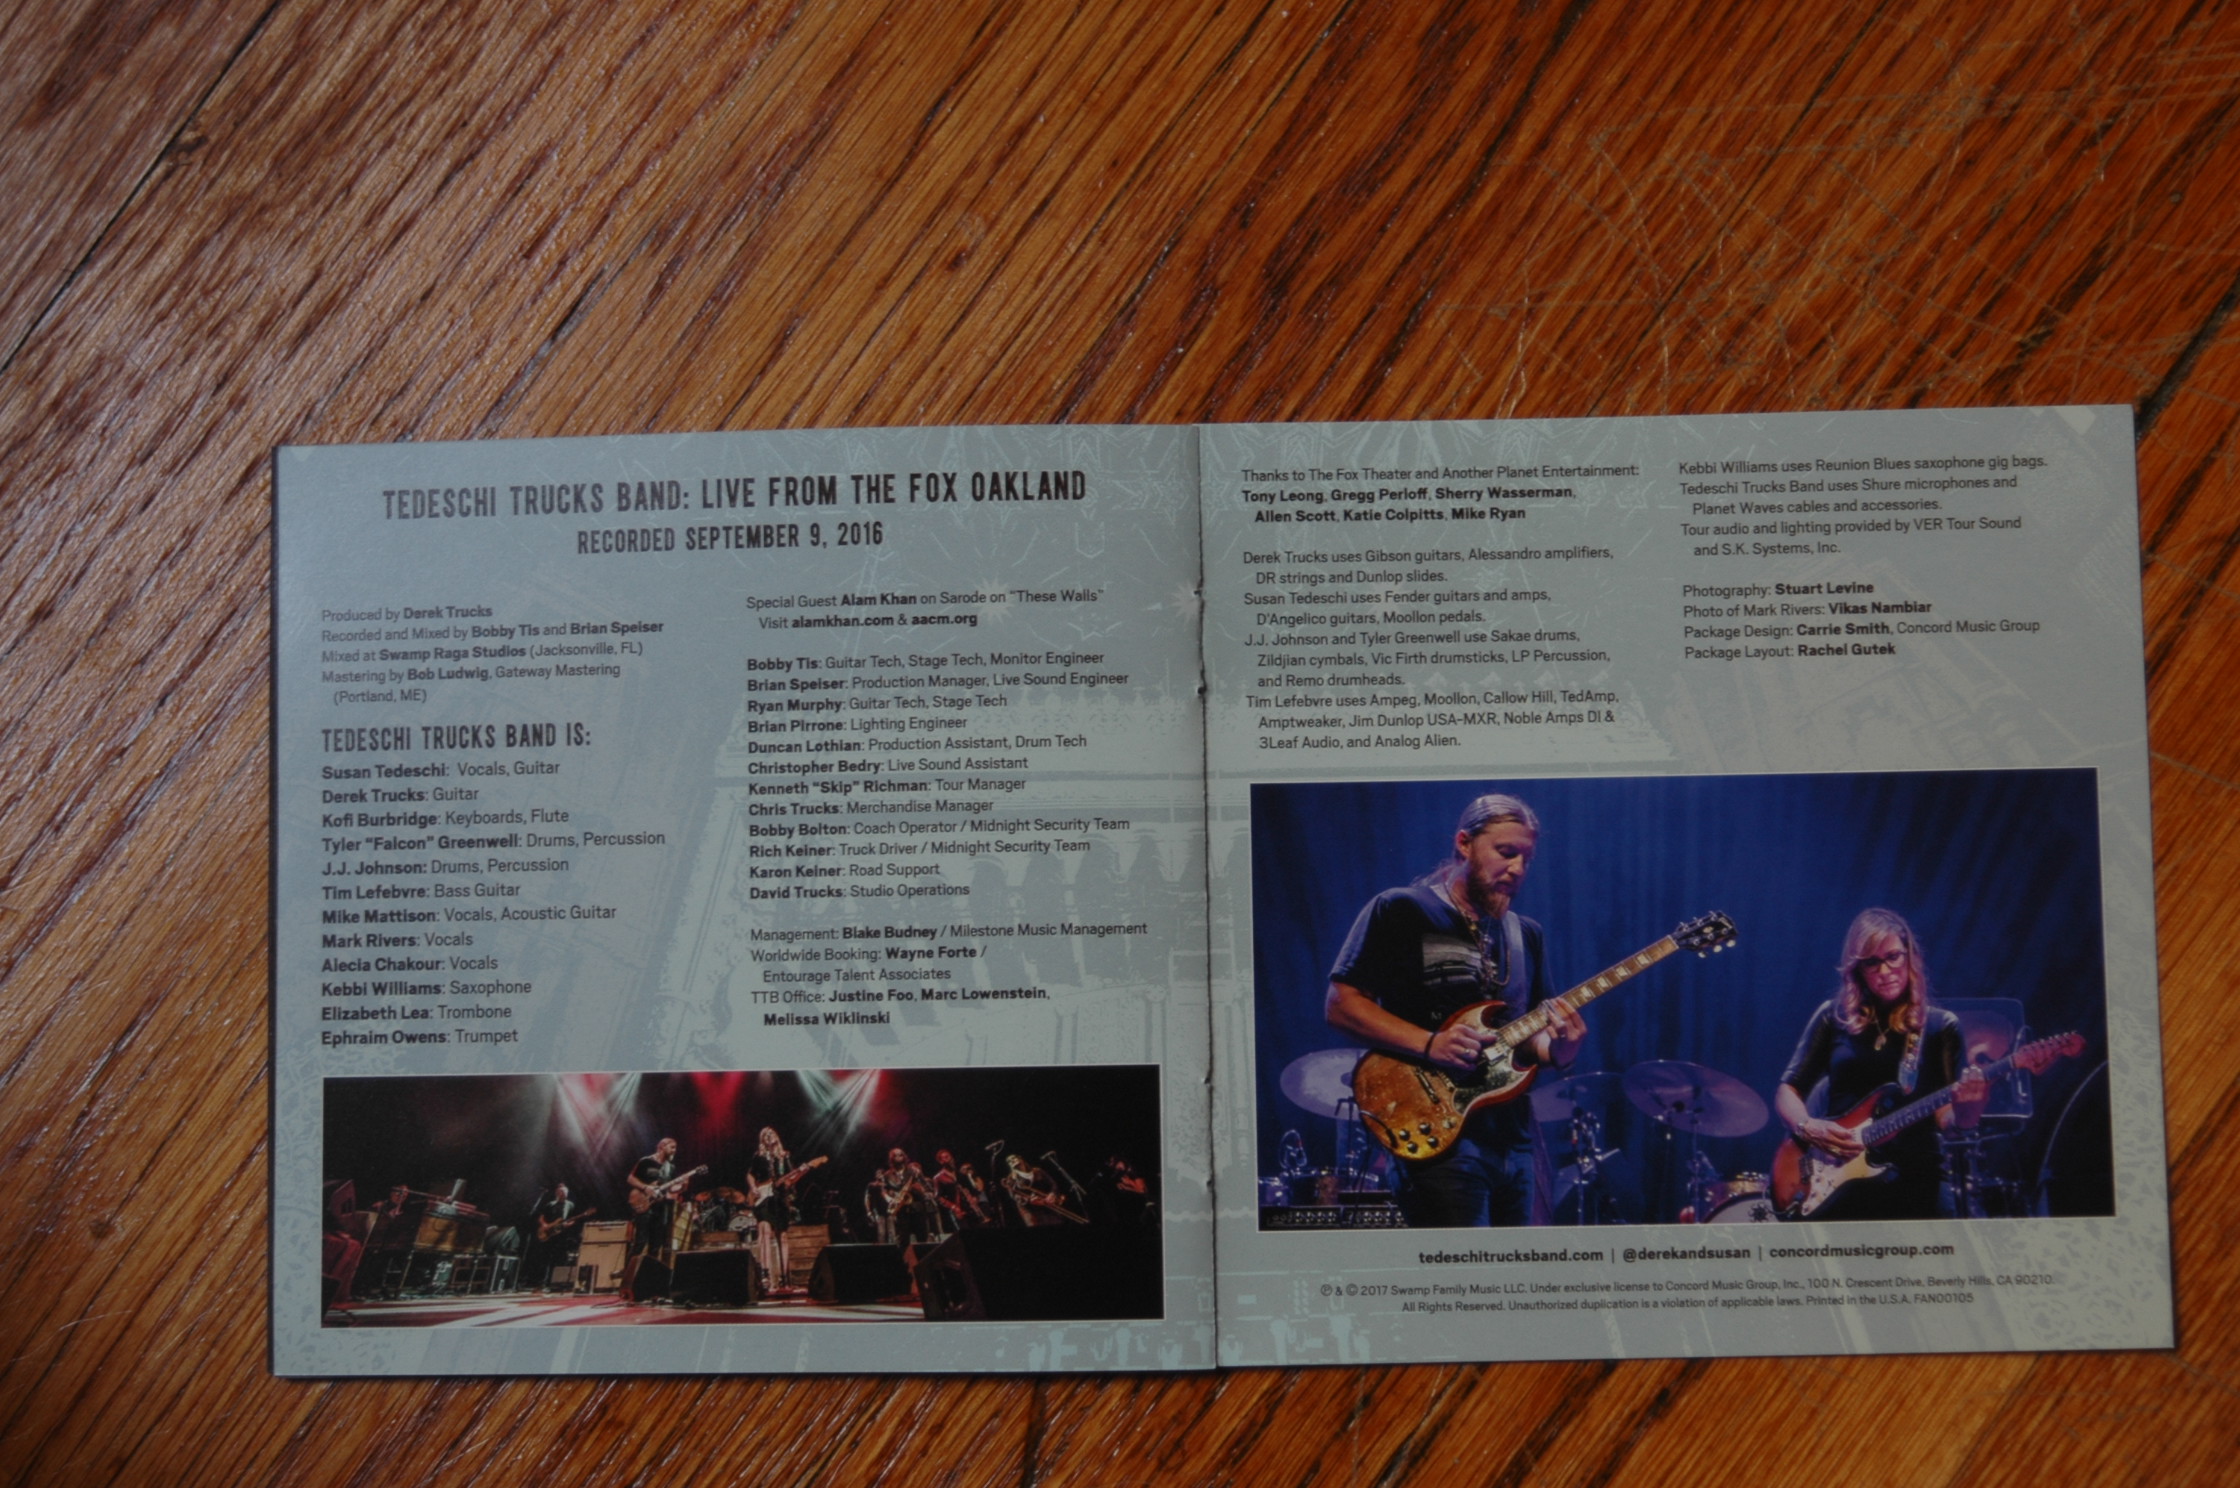 TEDESCHI TRUCKS BAND: LIVE FROM THE FOX OAKLAND
RECORDED SEPTEMBER 9, 2016
Produced by Derek Trucks
Recorded and Mixed by Bobby Tis and Brian Speiser
Mixed at Swamp Raga Studios (Jacksonville, FL)
Mastering by Bob Ludwig, Gateway Mastering
(Portland, ME)
TEDESCHI TRUCKS BAND IS:
Susan Tedeschi: Vocals, Guitar
Derek Trucks: Guitar
Kofi Burbridge: Keyboards, Flute
Tyler "Falcon" Greenwell: Drums, Percussion
J.J. Johnson: Drums, Percussion
Tim Lefebvre: Bass Guitar
Mike Mattison: Vocals, Acoustic Guitar
Mark Rivers: Vocals
Alecia Chakour: Vocals
Kebbi Williams: Saxophone
Elizabeth Lea: Trombone
Ephraim Owens: Trumpet
Special Guest Alam Khan on Sarode on "These Walls"
Visit alamkhan.com & aacm.org
Bobby Tis: Guitar Tech, Stage Tech, Monitor Engineer
Brian Speiser: Production Manager, Live Sound Engineer
Ryan Murphy: Guitar Tech, Stage Tech
Brian Pirrone: Lighting Engineer
Duncan Lothian: Production Assistant, Drum Tech
Christopher Bedry: Live Sound Assistant
Kenneth "Skip" Richman: Tour Manager
Chris Trucks: Merchandise Manager
Bobby Bolton: Coach Operator / Midnight Security Team
Rich Keiner: Truck Driver / Midnight Security Team
Karon Keiner: Road Support
David Trucks: Studio Operations
Management: Blake Budney / Milestone Music Management
Worldwide Booking: Wayne Forte /
Entourage Talent Associates
TTB Office: Justine Foo, Marc Lowenstein,
Melissa Wiklinski
Thanks to The Fox Theater and Another Planet Entertainment:
Tony Leong, Gregg Perloff, Sherry Wasserman,
Allen Scott, Katie Colpitts, Mike Ryan
Derek Trucks uses Gibson guitars, Alessandro amplifiers,
DR strings and Dunlop slides.
Susan Tedeschi uses Fender guitars and amps,
D'Angelico guitars, Moollon pedals.
J.J. Johnson and Tyler Greenwell use Sakae drums,
Zildjian cymbals, Vic Firth drumsticks, LP Percussion,
and Remo drumheads.
Tim Lefebvre uses Ampeg, Moollon, Callow Hill, TedAmp,
Amptweaker, Jim Dunlop USA-MXR, Noble Amps DI &
3Leaf Audio, and Analog Alien.
Kebbi Williams uses Reunion Blues saxophone gig bags.
Tedeschi Trucks Band uses Shure microphones and
Planet Waves cables and accessories.
Tour audio and lighting provided by VER Tour Sound
and S.K. Systems, Inc.
Photography: Stuart Levine
Photo of Mark Rivers: Vikas Nambiar
Package Design: Carrie Smith, Concord Music Group
Package Layout: Rachel Gutek
tedeschitrucksband.com | @derekandsusan | concordmusicgroup.com
℗ & © 2017 Swamp Family Music LLC. Under exclusive license to Concord Music Group, Inc., 100 N. Crescent Drive, Beverly Hills, CA 90210.
All Rights Reserved. Unauthorized duplication is a violation of applicable laws. Printed in the U.S.A. FAN00105